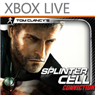 XBOX LIVE
TOM CLANCY'S
SPLINTER
CELL
CONVICTION